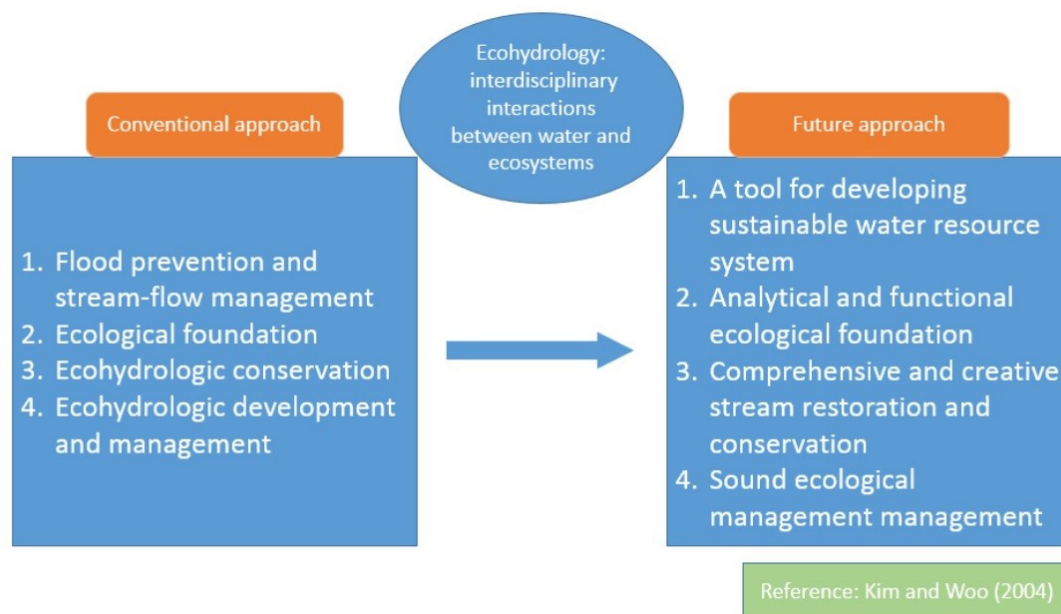 Ecohydrology:
interdisciplinary
interactions
between water and
ecosystems
Conventional approach
1. Flood prevention and
stream-flow management
2. Ecological foundation
3. Ecohydrologic conservation
4. Ecohydrologic development
and management
Future approach
1. A tool for developing
sustainable water resource
system
2. Analytical and functional
ecological foundation
3. Comprehensive and creative
stream restoration and
conservation
4. Sound ecological
management management
Reference: Kim and Woo (2004)